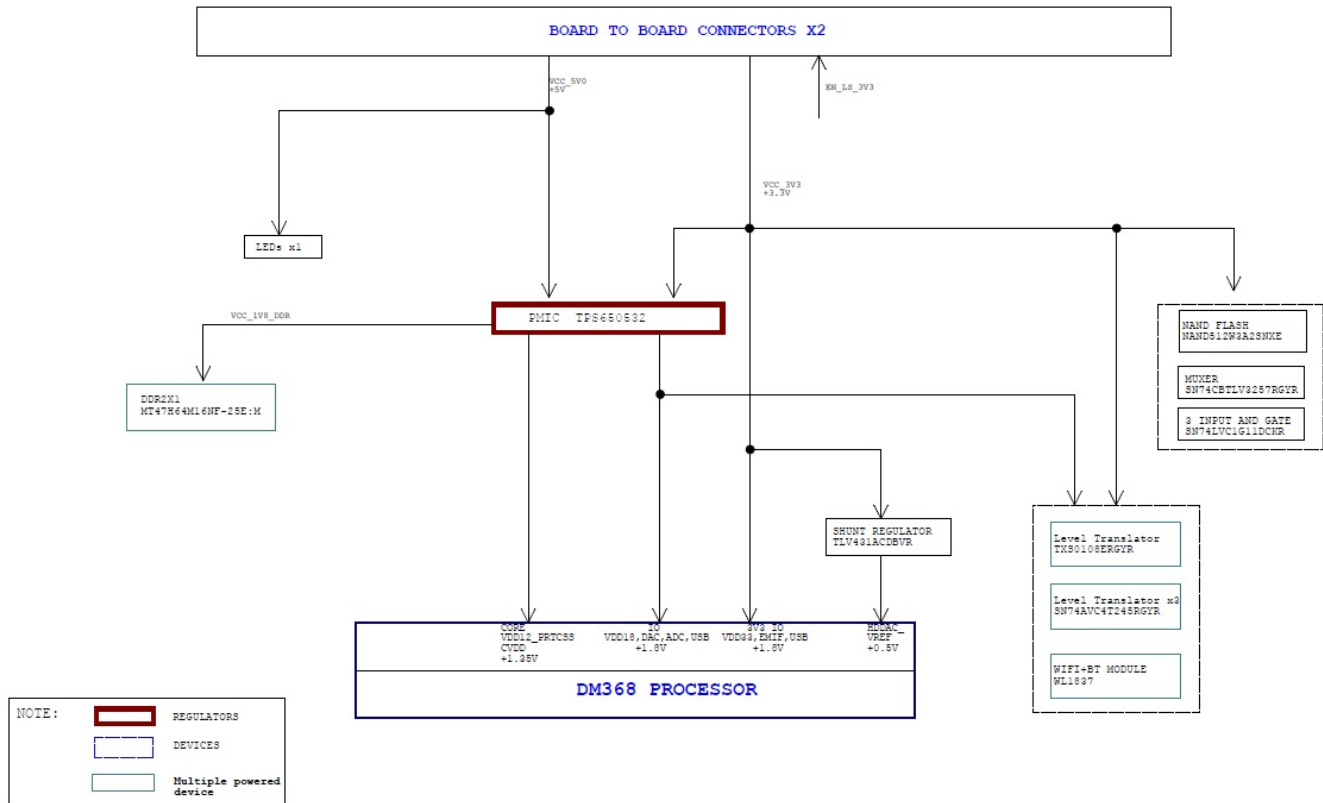 BOARD TO BOARD CONNECTORS X2
VCC_5V0
+5V
EN_LS_3V3
VCC_3V3
+3.3V
LEDs x1
PMIC TPS650532
VCC_1V8_DDR
NAND FLASH
NAND512W3A2SNXE
MUXER
SN74CBTLV3257RGYR
3 INPUT AND GATE
SN74LVC1G11DCKR
DDR2X1
MT47H64M16NF-25E:M
SHUNT REGULATOR
TLV431ACDBVR
Level Translator
TXS0108ERGYR
Level Translator x3
SN74AVC4T245RGYR
WIFI+BT MODULE
WL1837
CORE
VDD12_PRTCSS
CVDD
+1.35V
IO
VDD18,DAC,ADC,USB
+1.8V
3V3 IO
VDD33,EMIF,USB
+1.8V
HDDAC_
VREF
+0.5V
DM368 PROCESSOR
NOTE:
REGULATORS
DEVICES
Multiple powered
device